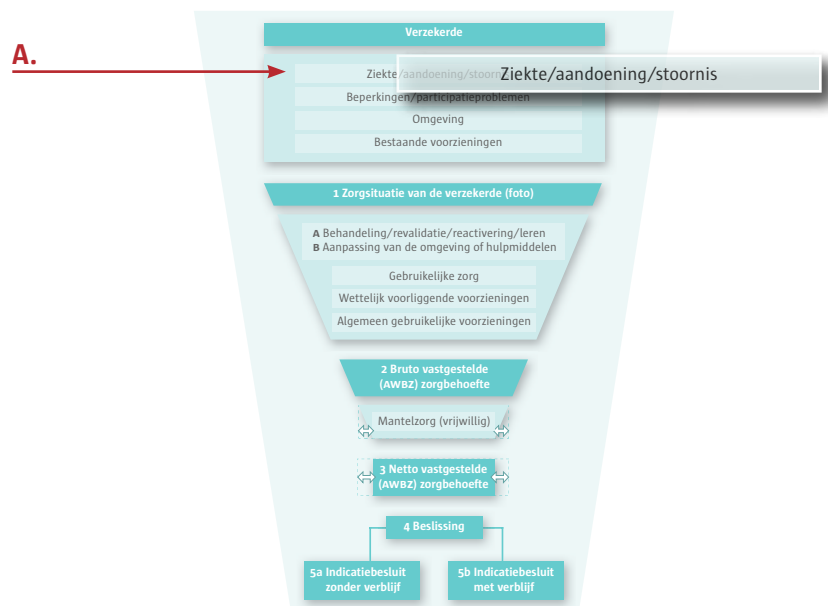 Verzekerde
A.
Ziekte/aandoening/stoornis
Ziekte/aandoening/stoornis
Beperkingen/participatieproblemen
Omgeving
Bestaande voorzieningen
1 Zorgsituatie van de verzekerde (foto)
A Behandeling/revalidatie/reactivering/leren
B Aanpassing van de omgeving of hulpmiddelen
Gebruikelijke zorg
Wettelijk voorliggende voorzieningen
Algemeen gebruikelijke voorzieningen
2 Bruto vastgestelde
(AWBZ) zorgbehoefte
Mantelzorg (vrijwillig)
3 Netto vastgestelde
(AWBZ) zorgbehoefte
4 Beslissing
5a Indicatiebesluit
zonder verblijf
5b Indicatiebesluit
met verblijf